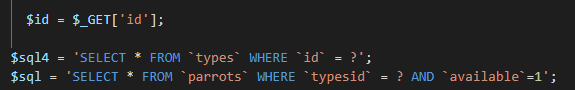 $id = $_GET['id'];
$sql4 = 'SELECT * FROM `types` WHERE `id` = ?';
$sql = 'SELECT * FROM `parrots` WHERE `typesid` = ? AND `available`=1';